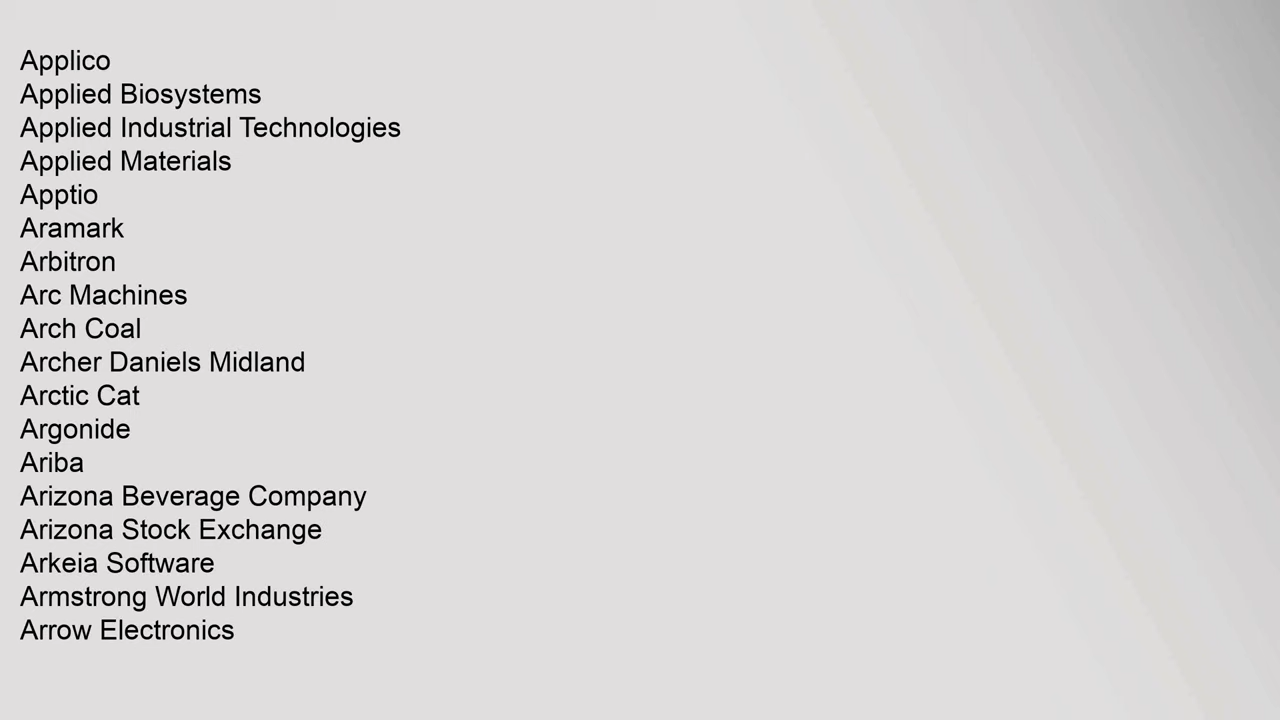 Applico
Applied Biosystems
Applied Industrial Technologies
Applied Materials
Apptio
Aramark
Arbitron
Arc Machines
Arch Coal
Archer Daniels Midland
Arctic Cat
Argonide
Ariba
Arizona Beverage Company
Arizona Stock Exchange
Arkeia Software
Armstrong World Industries
Arrow Electronics